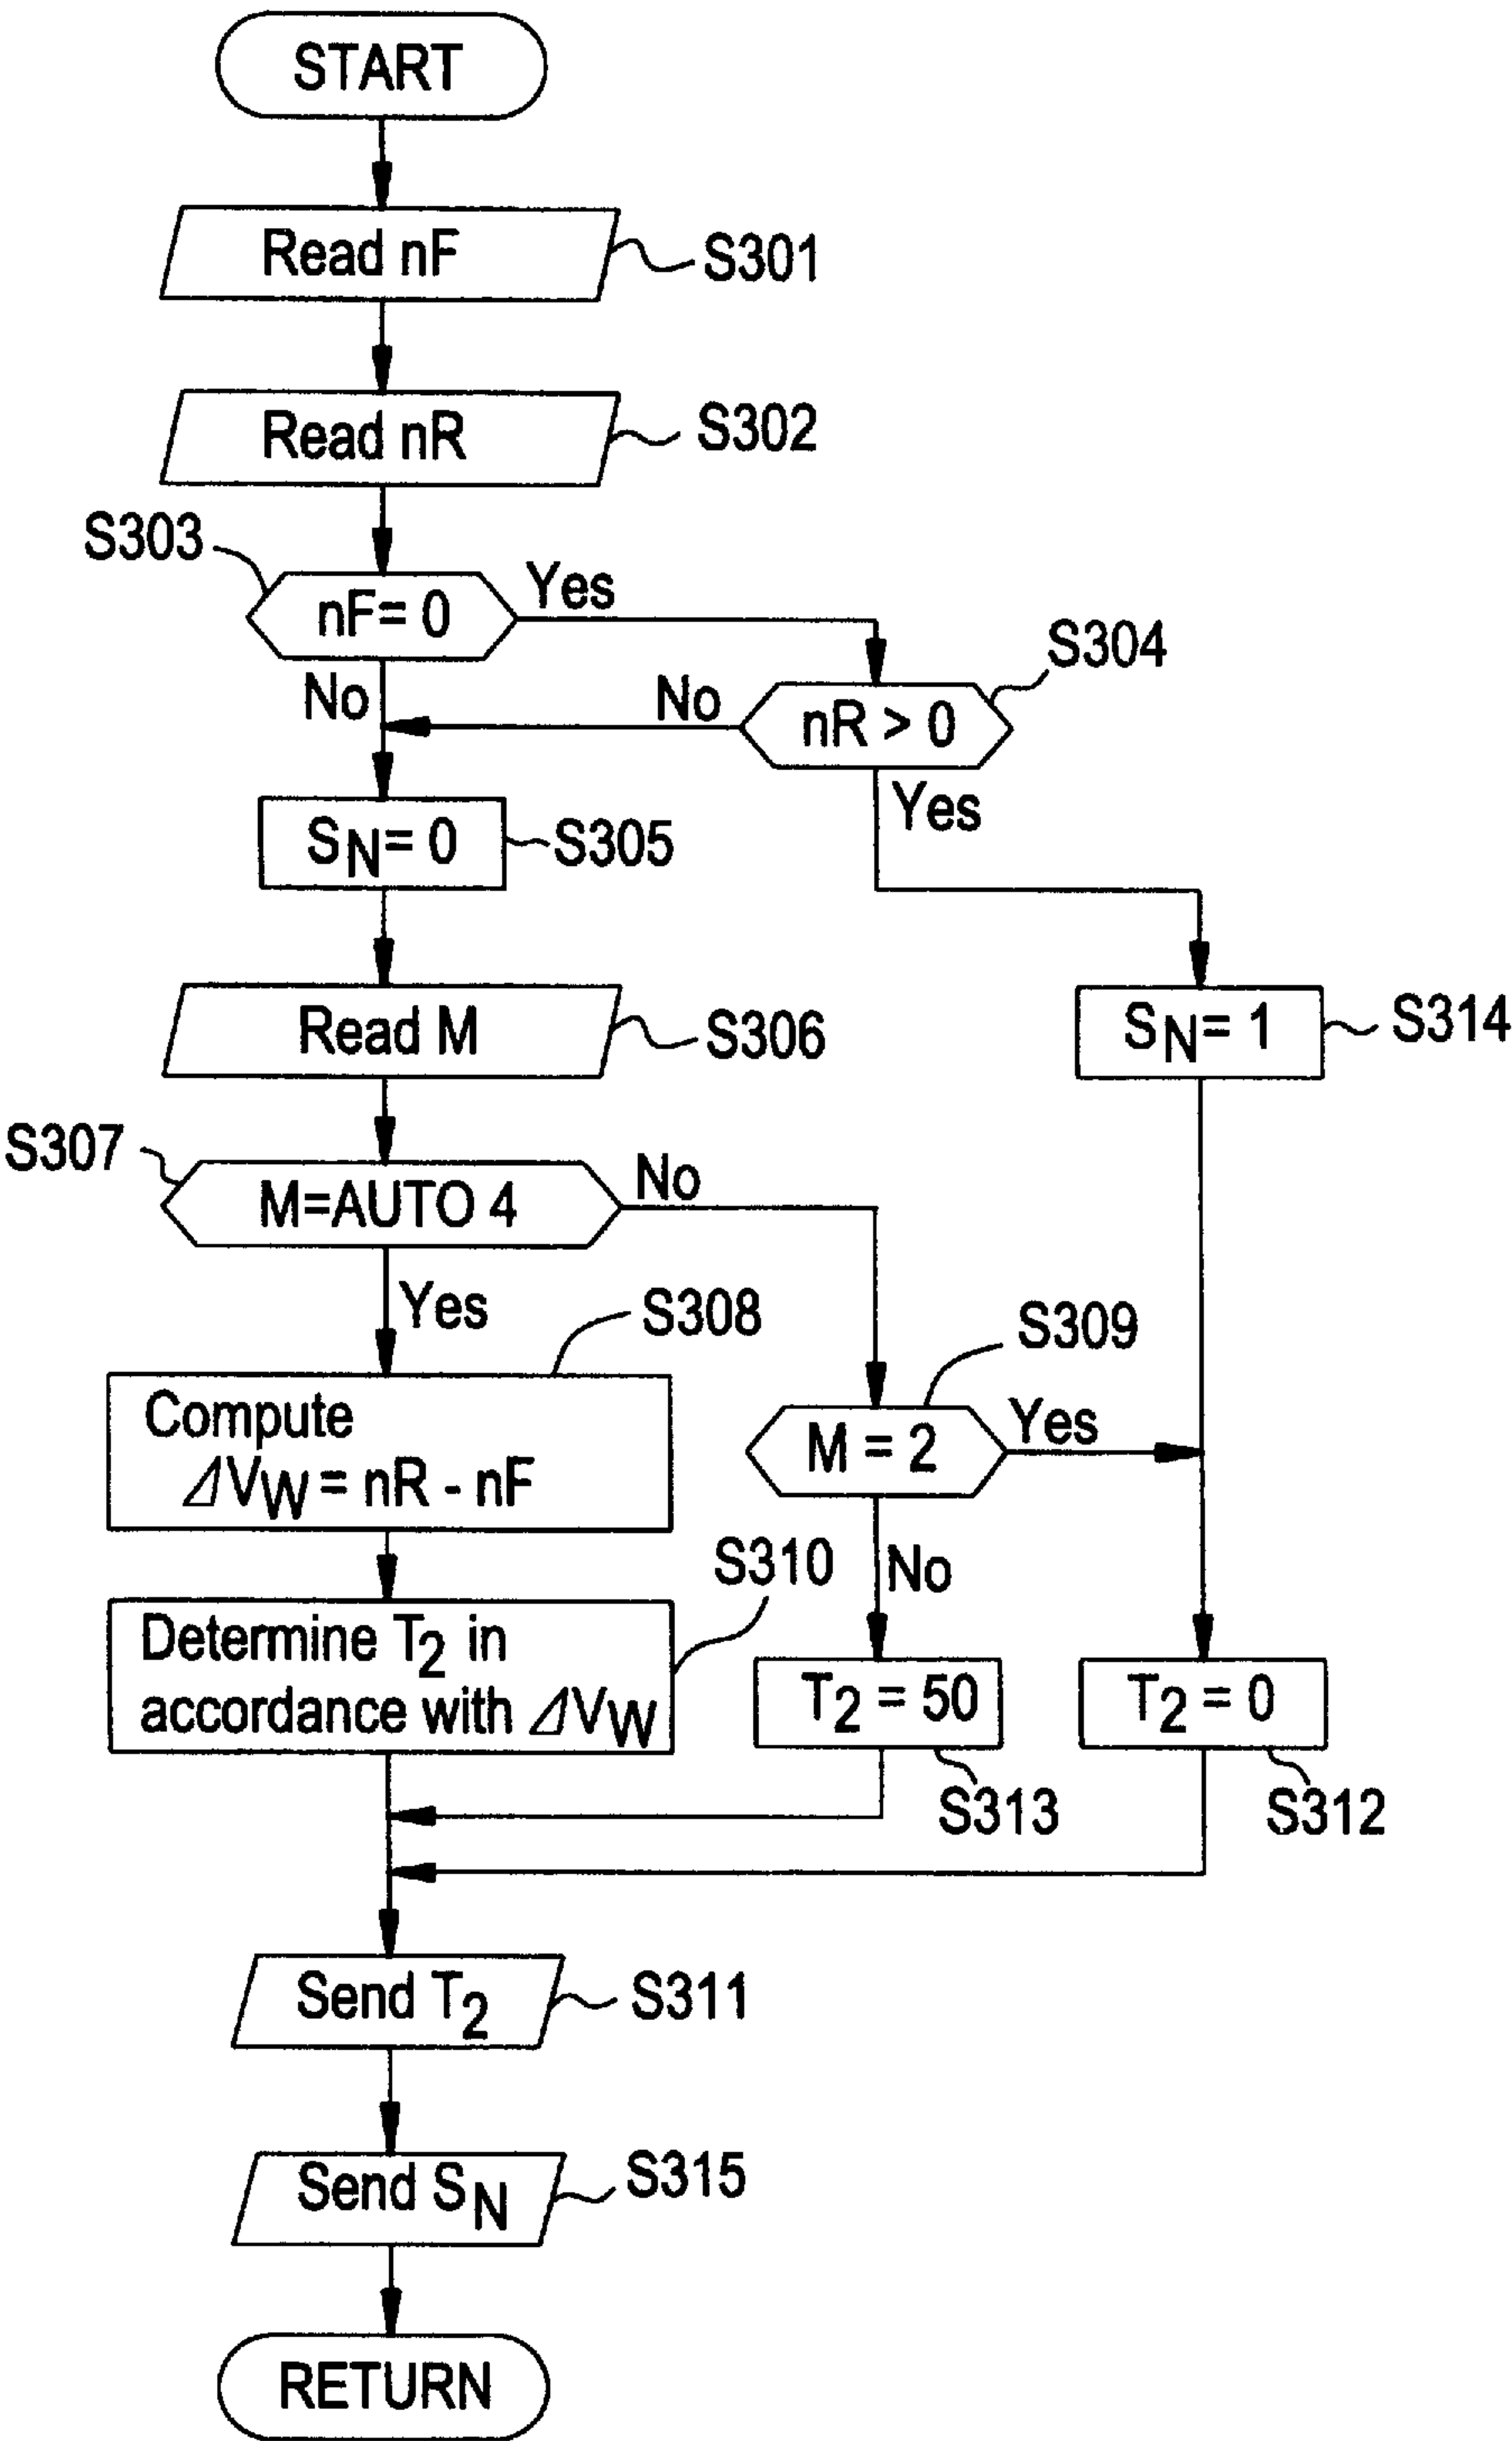 START
Read nF
S301
Read nR
S302
S303
nF= 0
Yes
S304
No
No
nR > 0
Yes
SN= 0
S305
Read M
S306
SN= 1
S314
S307
M=AUTO 4
No
Yes
S308
S309
Compute
⊿VW = nR - nF
M = 2
Yes
No
S310
Determine T2 in
accordance with ⊿VW
T2 = 50
T2 = 0
S313
S312
Send T2
S311
Send SN
S315
RETURN